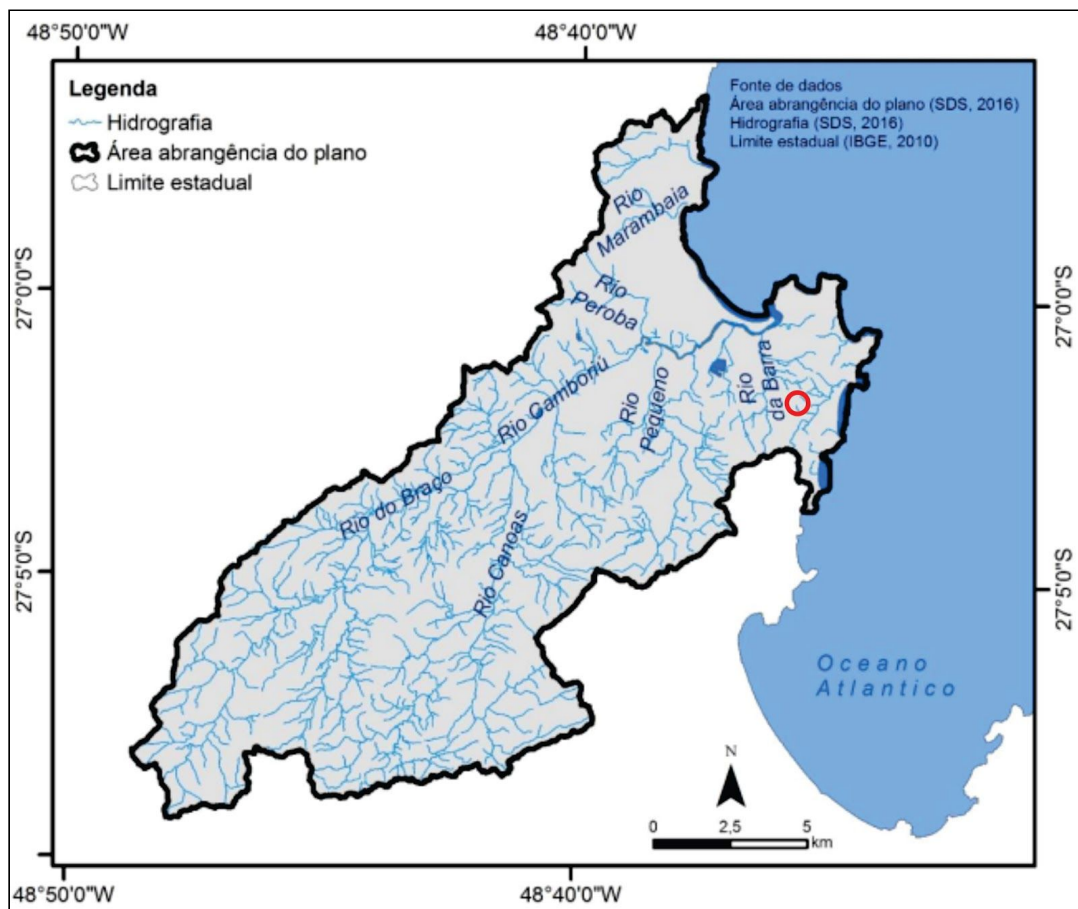 48°50'0"W
48°40'0"W
Legenda
Hidrografia
Área abrangência do plano
Limite estadual
Fonte de dados
Área abrangência do plano (SDS, 2016)
Hidrografia (SDS, 2016)
Limite estadual (IBGE, 2010)
Rio
Marambaia
27°0'0"S
27°0'0"S
Rio
Peroba
Rio Camboriú
Rio
Pequeno
Rio
da Barra
Rio do Braço
Rio Canoas
27°5'0"S
27°5'0"S
Oceano
Atlantico
N
0 2,5 5
km
48°50'0"W
48°40'0"W